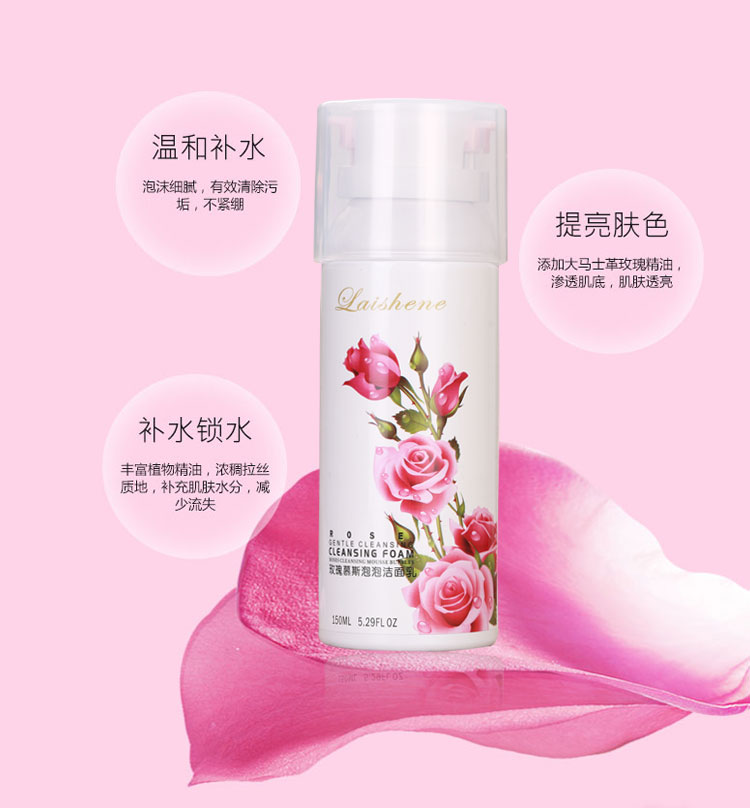 温和补水
泡沫细腻，有效清除污
垢，不紧绷
提亮肤色
添加大马士革玫瑰精油，
渗透肌底，肌肤透亮
补水锁水
丰富植物精油，浓稠拉丝
质地，补充肌肤水分，减
少流失
Laishene
ROSE
GENTLE CLEANSING
CLEANSING FOAM
玫瑰慕斯泡泡洁面乳
150ML 5.29FL OZ